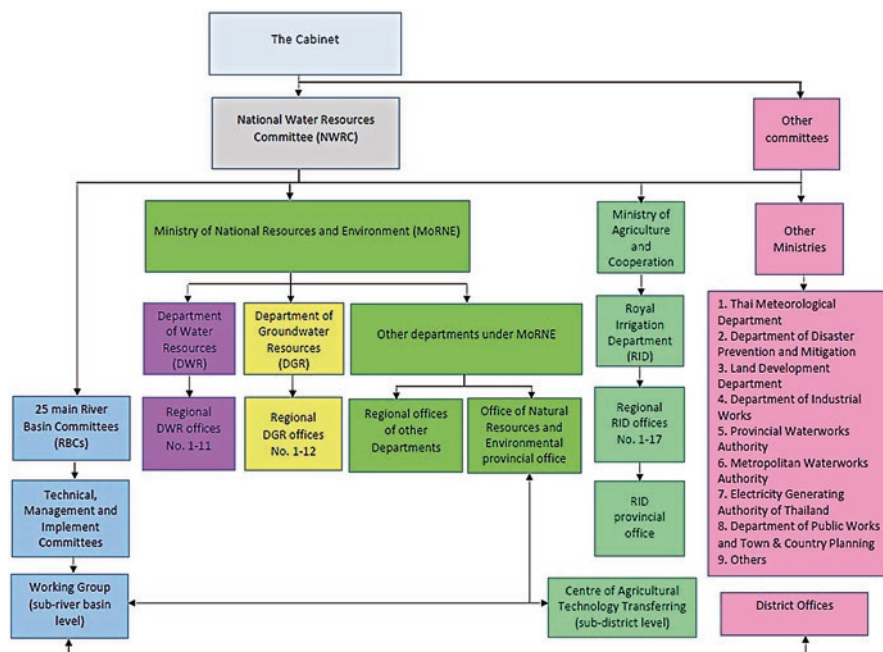 The Cabinet
National Water Resources
Committee (NWRC)
Other
committees
Ministry of National Resources and Environment (MoRNE)
Ministry of
Agriculture
and
Cooperation
Other
Ministries
Department
of Water
Resources
(DWR)
Department of
Groundwater
Resources
(DGR)
Other departments under
MoRNE
Royal
Irrigation
Department
(RID)
1. Thai Meteorological
Department
2. Department of Disaster
Prevention and Mitigation
3. Land Development
Department
4. Department of Industrial
Works
5. Provincial Waterworks
Authority
6. Metropolitan Waterworks
Authority
7. Electricity Generating
Authority of Thailand
8. Department of Public Works
and Town & Country Planning
9. Others
25 main River
Basin Committees
(RBCs)
Regional
DWR offices
No. 1-11
Regional
DGR offices
No. 1-12
Regional offices
of other
Departments
Office of Natural
Resources and
Environmental
provincial office
Regional
RID offices
No. 1-17
Technical,
Management and
Implement
Committees
RID
provincial
office
Working Group
(sub-river basin
level)
Centre of Agricultural
Technology Transferring
(sub-district level)
District Offices